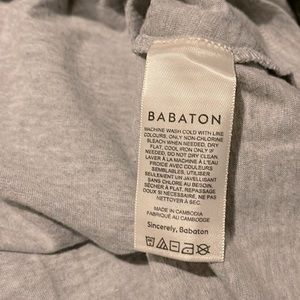 BABATON
MACHINE WASH COLD WITH LIKE
COLOURS, ONLY NON-CHLORINE
BLEACH WHEN NEEDED, DRY
FLAT, COOL IRON ONLY IF
NEEDED. DO NOT DRY CLEAN
LAVER À LA MACHINE À L'EAU
FROIDE AVEC COULEURS
SEMBLABLES, UTILISER
SEULEMENT UN JAVELLISANT
SANS CHLORE AU BESOIN,
SÉCHER À PLAT, REPASSAGE
DOUX SI NÉCESSAIRE, NE PAS
NETTOYER À SEC.
MADE IN CAMBODIA
FABRIQUÉ AU CAMBODGE
Sincerely, Babaton